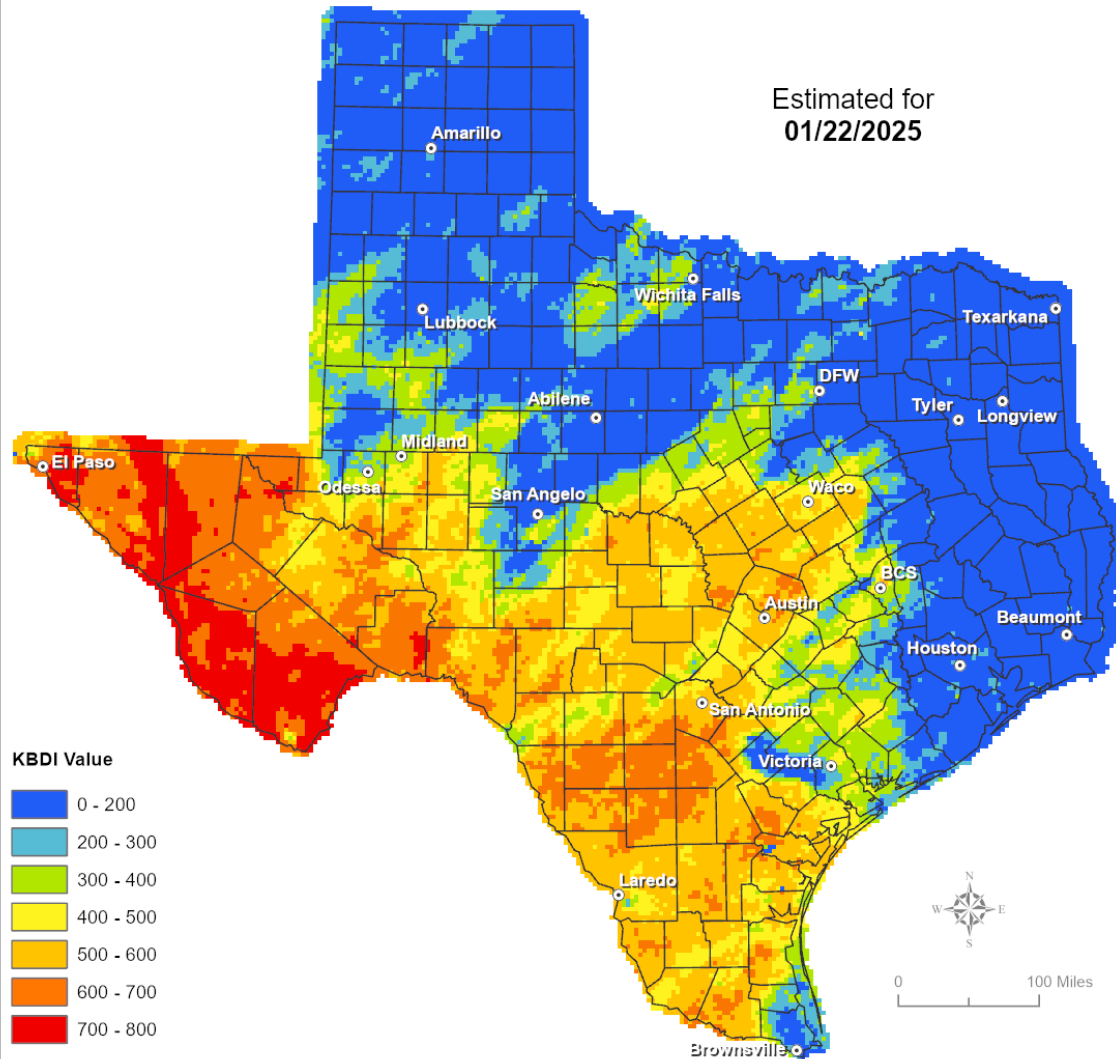 Estimated for
01/22/2025
Amarillo
Wichita Falls
Lubbock
Texarkana
DFW
Abilene
Tyler
Longview
Midland
El Paso
Odessa
San Angelo
Waco
BCS
Austin
Beaumont
Houston
San Antonio
Victoria
KBDI Value
0 - 200
200 - 300
300 - 400
400 - 500
500 - 600
600 - 700
700 - 800
Laredo
N
W E
S
0 100 Miles
Brownsville